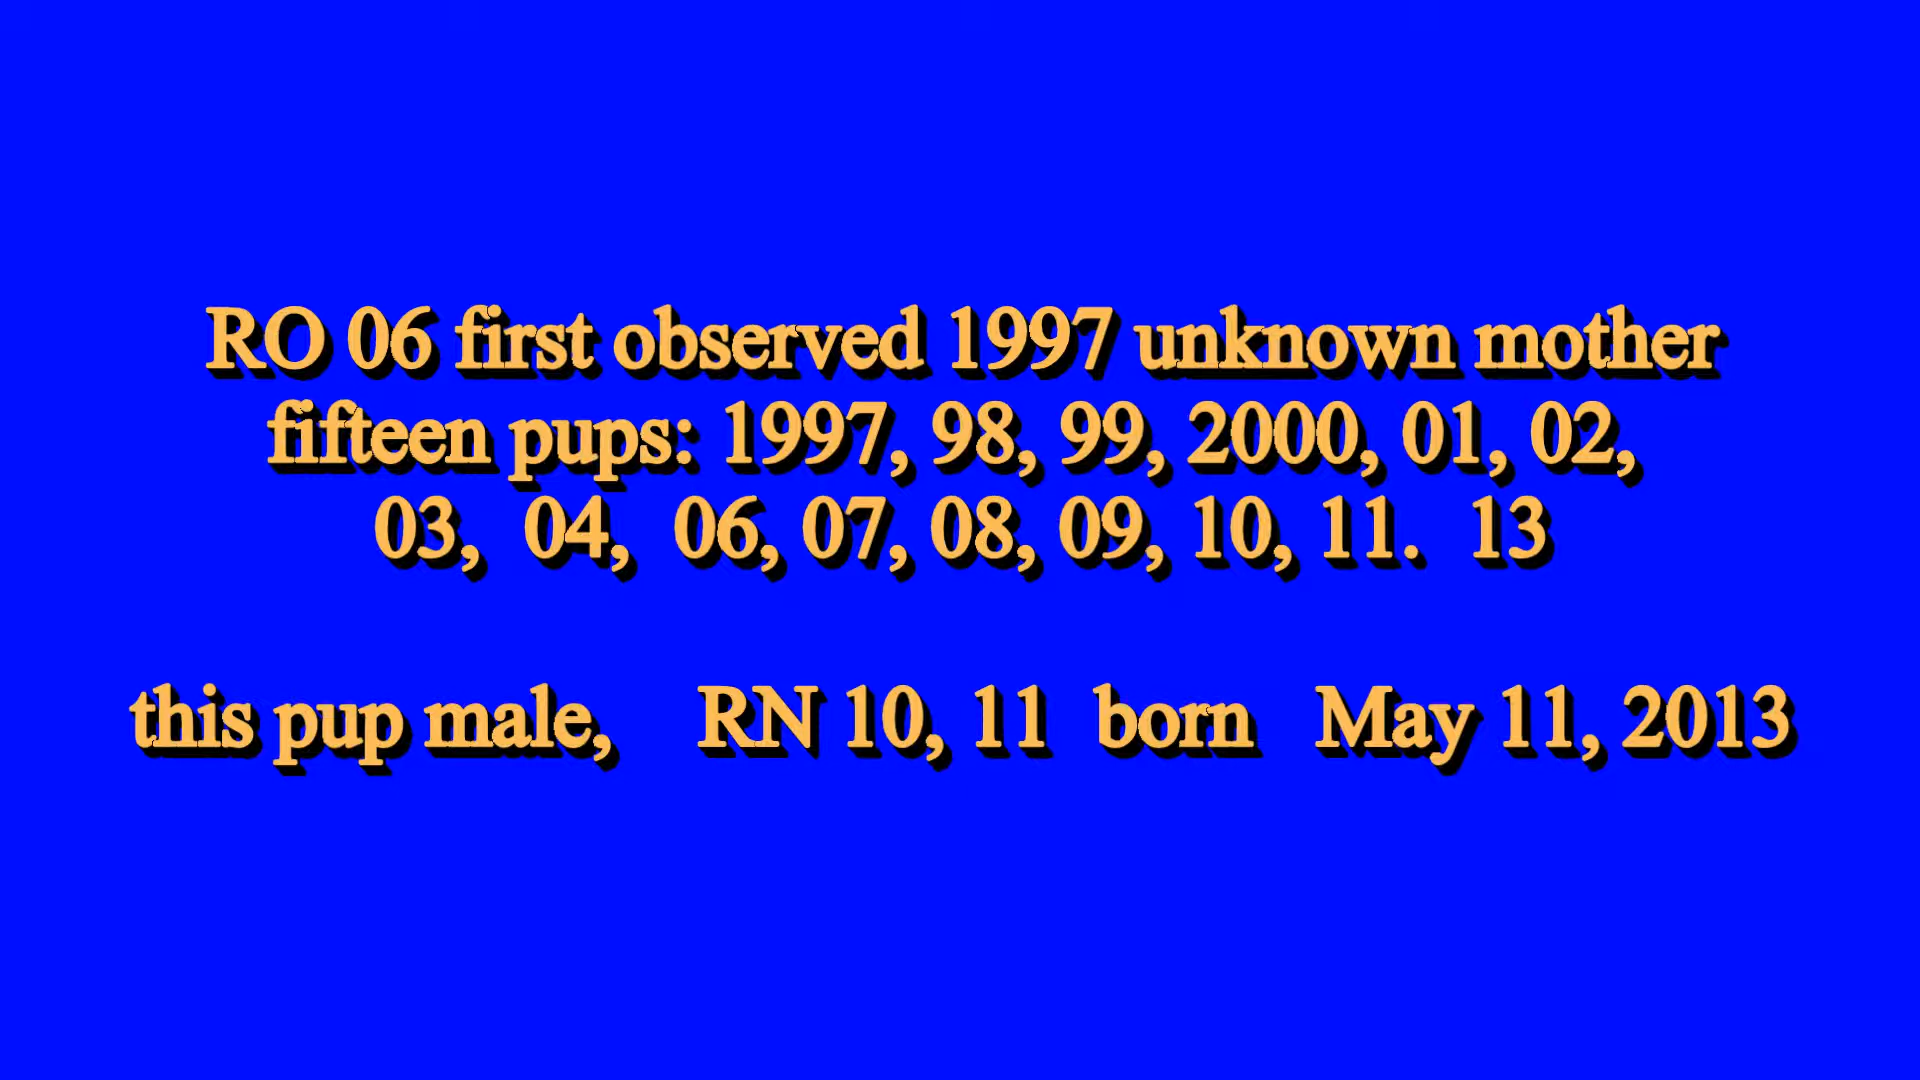 RO 06 first observed 1997 unknown mother
fifteen pups: 1997, 98, 99, 2000, 01, 02,
03, 04, 06, 07, 08, 09, 10, 11. 13
this pup male, RN 10, 11 born May 11, 2013